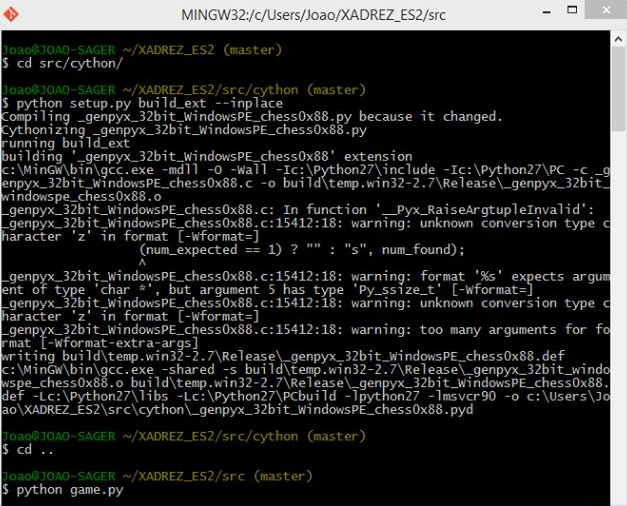 MINGW32:/c/Users/Joao/XADREZ_ES2/src
Joao@JOAO-SAGER ~/XADREZ_ES2 (master)
$ cd src/cython/
Joao@JOAO-SAGER ~/XADREZ_ES2/src/cython (master)
$ python setup.py build_ext --inplace
Compiling _genpyx_32bit_WindowsPE_chess0x88.py because it changed.
Cythonizing _genpyx_32bit_WindowsPE_chess0x88.py
running build_ext
building '_genpyx_32bit_WindowsPE_chess0x88' extension
c:\MinGW\bin\gcc.exe -mdll -O -Wall -Ic:\Python27\include -Ic:\Python27\PC -c _g
enpyx_32bit_WindowsPE_chess0x88.c -o build\temp.win32-2.7\Release\_genpyx_32bit_
windowspe_chess0x88.o
_genpyx_32bit_WindowsPE_chess0x88.c: In function '__Pyx_RaiseArgtupleInvalid':
_genpyx_32bit_WindowsPE_chess0x88.c:15412:18: warning: unknown conversion type c
haracter 'z' in format [-Wformat=]
(num_expected == 1) ? "" : "s", num_found);
^
_genpyx_32bit_WindowsPE_chess0x88.c:15412:18: warning: format '%s' expects argum
ent of type 'char *', but argument 5 has type 'Py_ssize_t' [-Wformat=]
_genpyx_32bit_WindowsPE_chess0x88.c:15412:18: warning: unknown conversion type c
haracter 'z' in format [-Wformat=]
_genpyx_32bit_WindowsPE_chess0x88.c:15412:18: warning: too many arguments for fo
rmat [-Wformat-extra-args]
writing build\temp.win32-2.7\Release\_genpyx_32bit_WindowsPE_chess0x88.def
c:\MinGW\bin\gcc.exe -shared -s build\temp.win32-2.7\Release\_genpyx_32bit_windo
wspe_chess0x88.o build\temp.win32-2.7\Release\_genpyx_32bit_WindowsPE_chess0x88.
def -Lc:\Python27\libs -Lc:\Python27\PCbuild -lpython27 -lmsvcr90 -o c:\Users\Jo
ao\XADREZ_ES2\src\cython\_genpyx_32bit_WindowsPE_chess0x88.pyd
Joao@JOAO-SAGER ~/XADREZ_ES2/src/cython (master)
$ cd ..
Joao@JOAO-SAGER ~/XADREZ_ES2/src (master)
$ python game.py